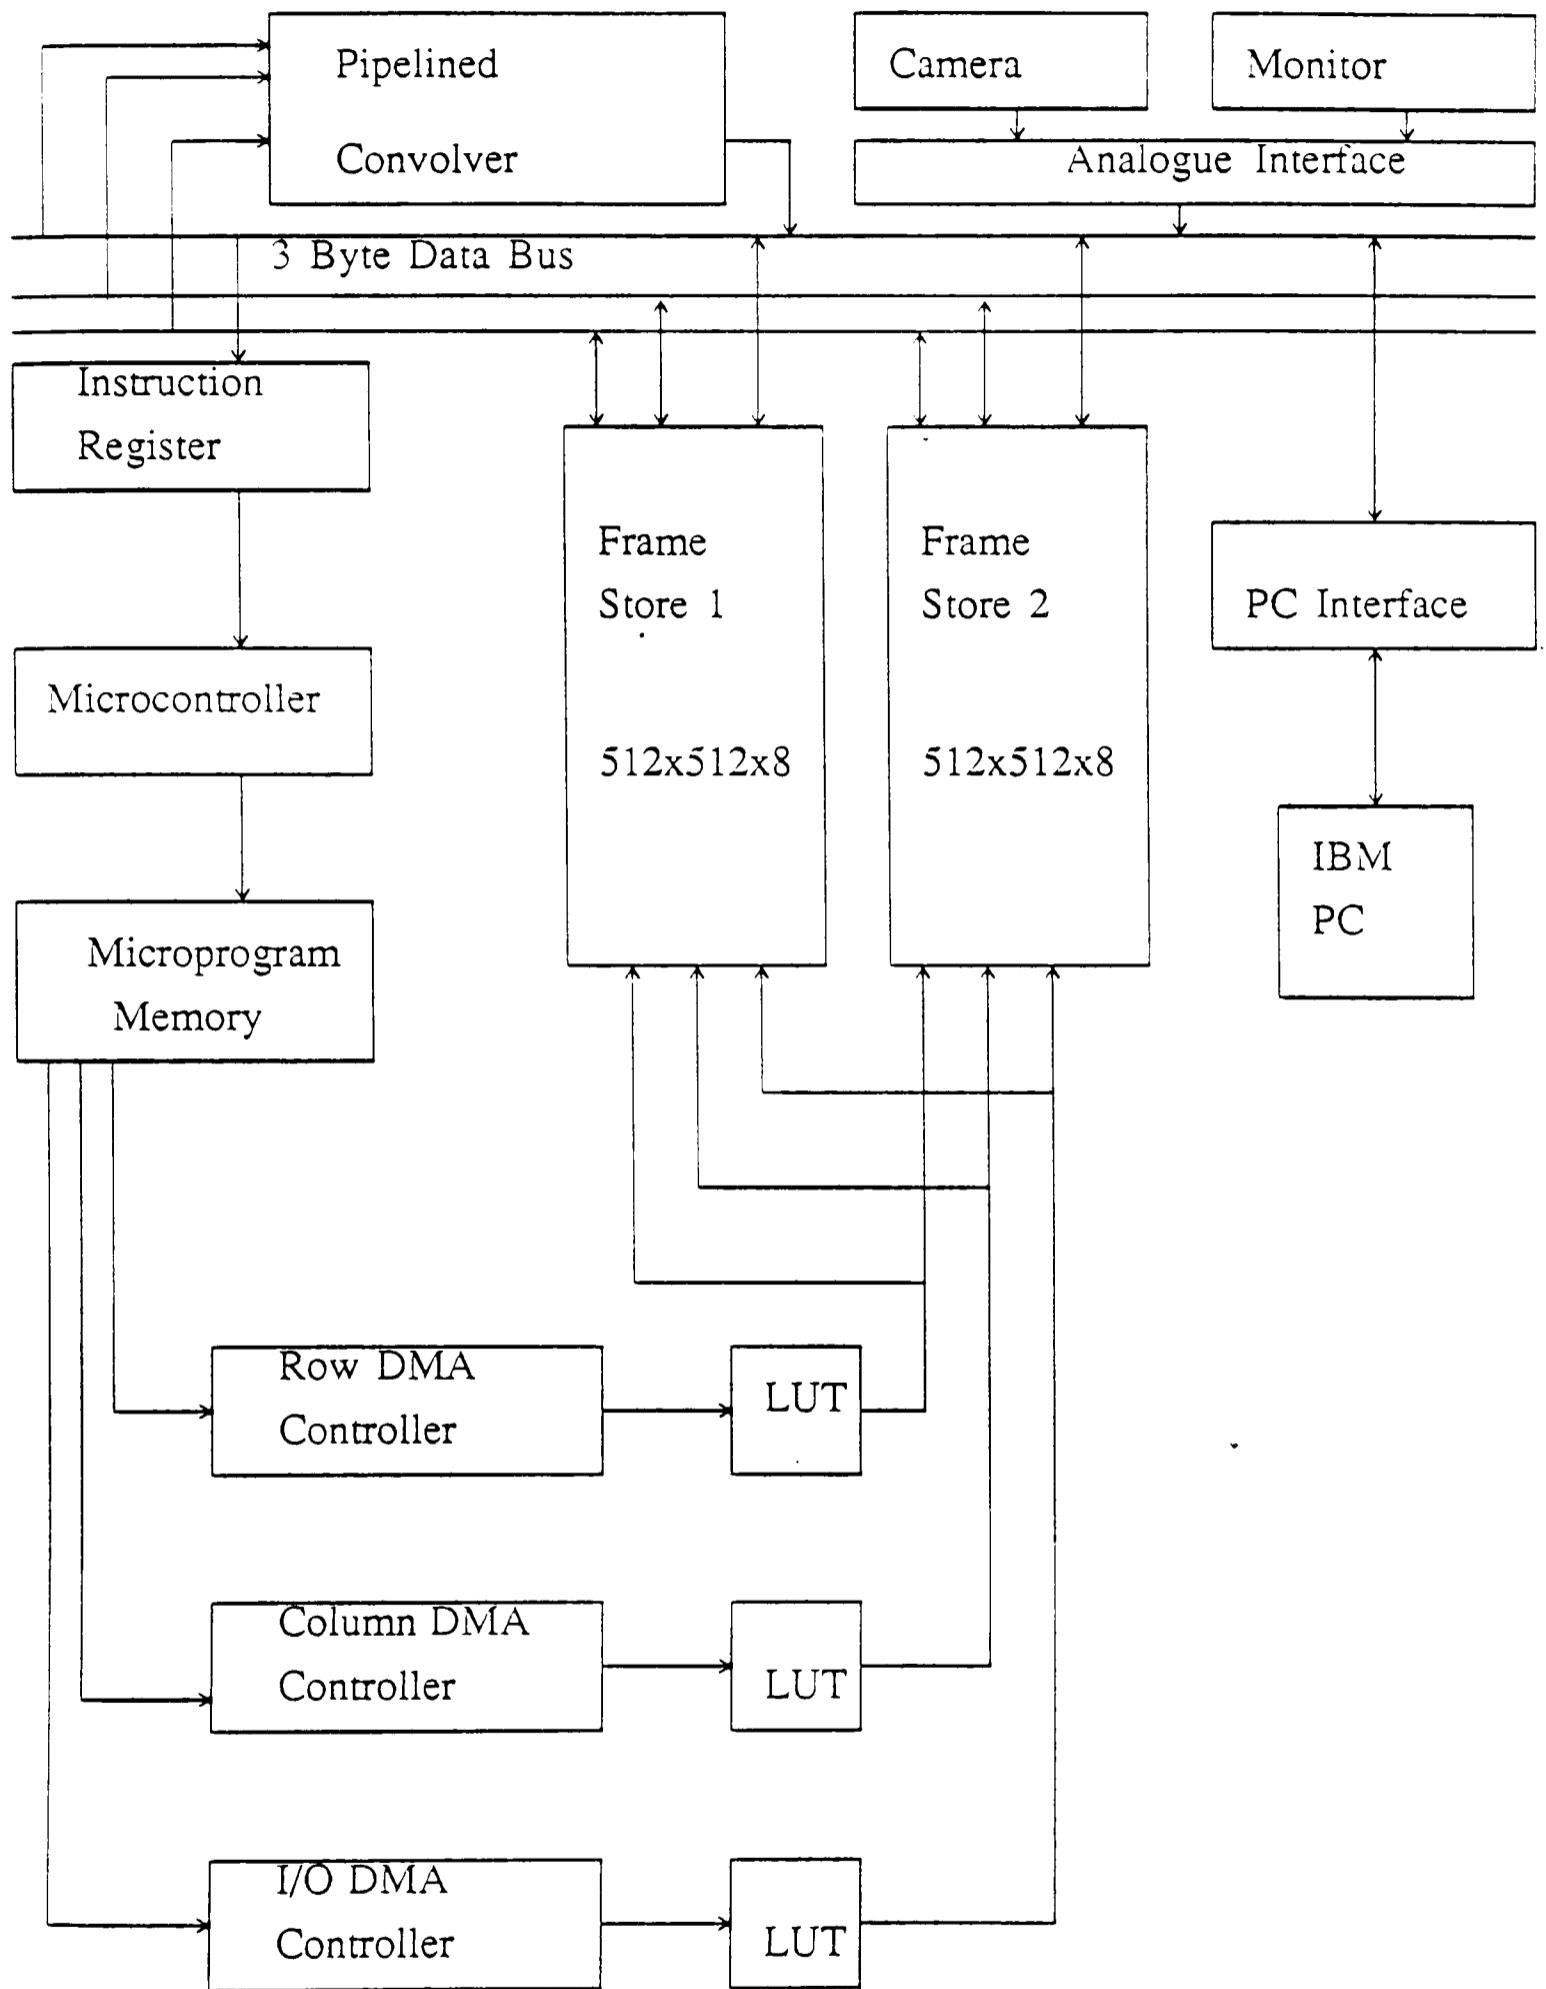 Pipelined
Convolver
Camera
Monitor
Analogue Interface
3 Byte Data Bus
Instruction
Register
Frame
Store 1
512x512x8
Frame
Store 2
512x512x8
PC Interface
Microcontroller
IBM
PC
Microprogram
Memory
Row DMA
Controller
LUT
Column DMA
Controller
LUT
I/O DMA
Controller
LUT